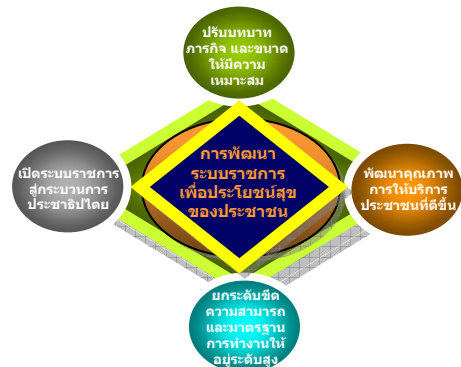 ปรับบทบาท
ภารกิจ และขนาด
ให้มีความ
เหมาะสม
การพัฒนา
ระบบราชการ
เพื่อประโยชน์สุข
ของประชาชน
เปิดระบบราชการ
สู่กระบวนการ
ประชาธิปไตย
พัฒนาคุณภาพ
การให้บริการ
ประชาชนที่ดีขึ้น
ยกระดับขีด
ความสามารถ
และมาตรฐาน
การทำงานให้
อยู่ระดับสูง